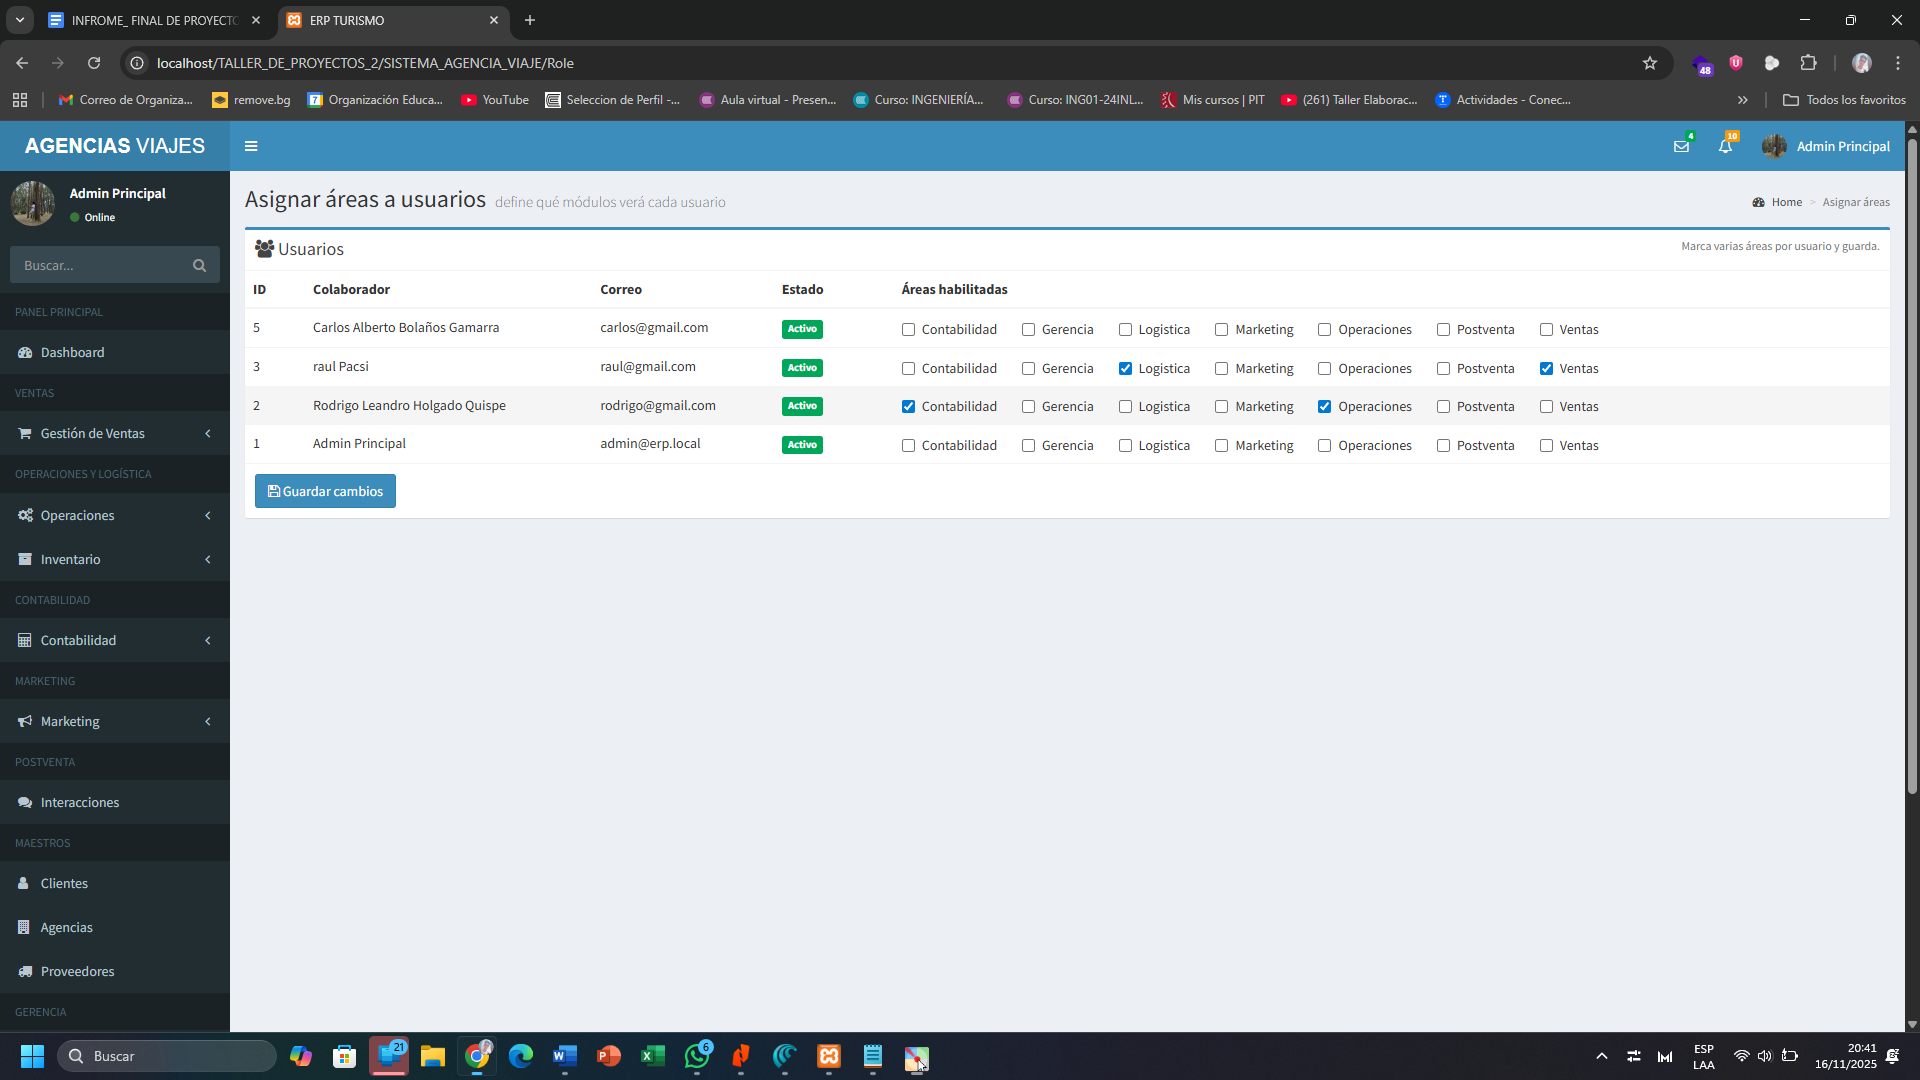 INFROME_ FINAL DE PROYECTO
ERP TURISMO
localhost/TALLER_DE_PROYECTOS_2/SISTEMA_AGENCIA_VIAJE/Role
48
Correo de Organiza...
remove.bg
Organización Educa...
YouTube
Seleccion de Perfil -...
Aula virtual - Presen...
Curso: INGENIERÍA...
Curso: ING01-24INL...
Mis cursos | PIT
(261) Taller Elaborac...
Actividades - Conec...
Todos los favoritos
AGENCIAS VIAJES
4
10
Admin Principal
Admin Principal
Online
Buscar...
PANEL PRINCIPAL
Dashboard
VENTAS
Gestión de Ventas
OPERACIONES Y LOGÍSTICA
Operaciones
Inventario
CONTABILIDAD
Contabilidad
MARKETING
Marketing
POSTVENTA
Interacciones
MAESTROS
Clientes
Agencias
Proveedores
GERENCIA
Asignar áreas a usuarios define qué módulos verá cada usuario
Home > Asignar áreas
Usuarios
Marca varias áreas por usuario y guarda.
ID Colaborador Correo Estado Áreas habilitadas
5 Carlos Alberto Bolaños Gamarra carlos@gmail.com Activo Contabilidad Gerencia Logistica Marketing Operaciones Postventa Ventas
3 raul Pacsi raul@gmail.com Activo Contabilidad Gerencia Logistica Marketing Operaciones Postventa Ventas
2 Rodrigo Leandro Holgado Quispe rodrigo@gmail.com Activo Contabilidad Gerencia Logistica Marketing Operaciones Postventa Ventas
1 Admin Principal admin@erp.local Activo Contabilidad Gerencia Logistica Marketing Operaciones Postventa Ventas
Guardar cambios
Buscar
21
6
ESP
LAA
20:41
16/11/2025